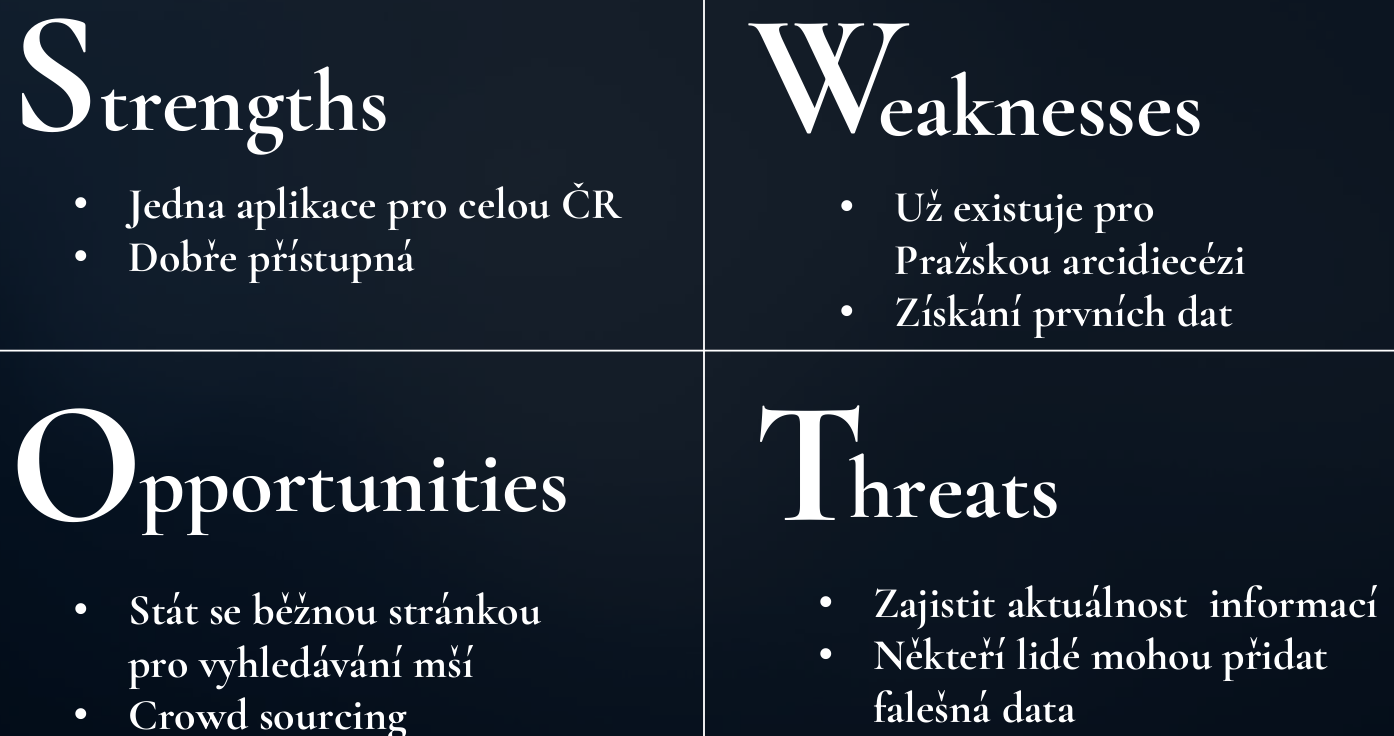 Strengths
• Jedna aplikace pro celou ČR
• Dobře přístupná
Weaknesses
• Už existuje pro
Pražskou arcidiecézi
• Získání prvních dat
Opportunities
• Stát se běžnou stránkou
pro vyhledávání mší
• Crowd sourcing
Threats
• Zajistit aktuálnost  informací
• Někteří lidé mohou přidat
falešná data